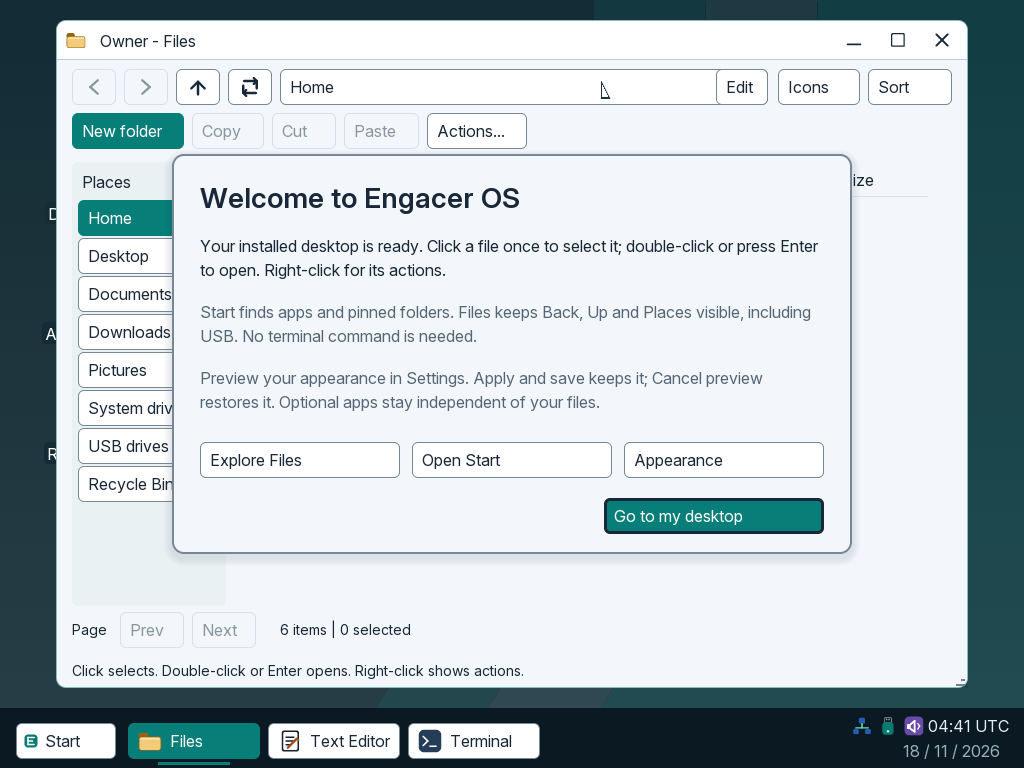 Owner - Files
Home
Edit
Icons
Sort
New folder
Copy
Cut
Paste
Actions...
Places
Home
Desktop
Documents
Downloads
Pictures
System driv
USB drives
Recycle Bin
ize
Welcome to Engacer OS
Your installed desktop is ready. Click a file once to select it; double-click or press Enter
to open. Right-click for its actions.
Start finds apps and pinned folders. Files keeps Back, Up and Places visible, including
USB. No terminal command is needed.
Preview your appearance in Settings. Apply and save keeps it; Cancel preview
restores it. Optional apps stay independent of your files.
Explore Files
Open Start
Appearance
Go to my desktop
D
A
R
Page
Prev
Next
6 items | 0 selected
Click selects. Double-click or Enter opens. Right-click shows actions.
Start
Files
Text Editor
Terminal
04:41 UTC
18 / 11 / 2026